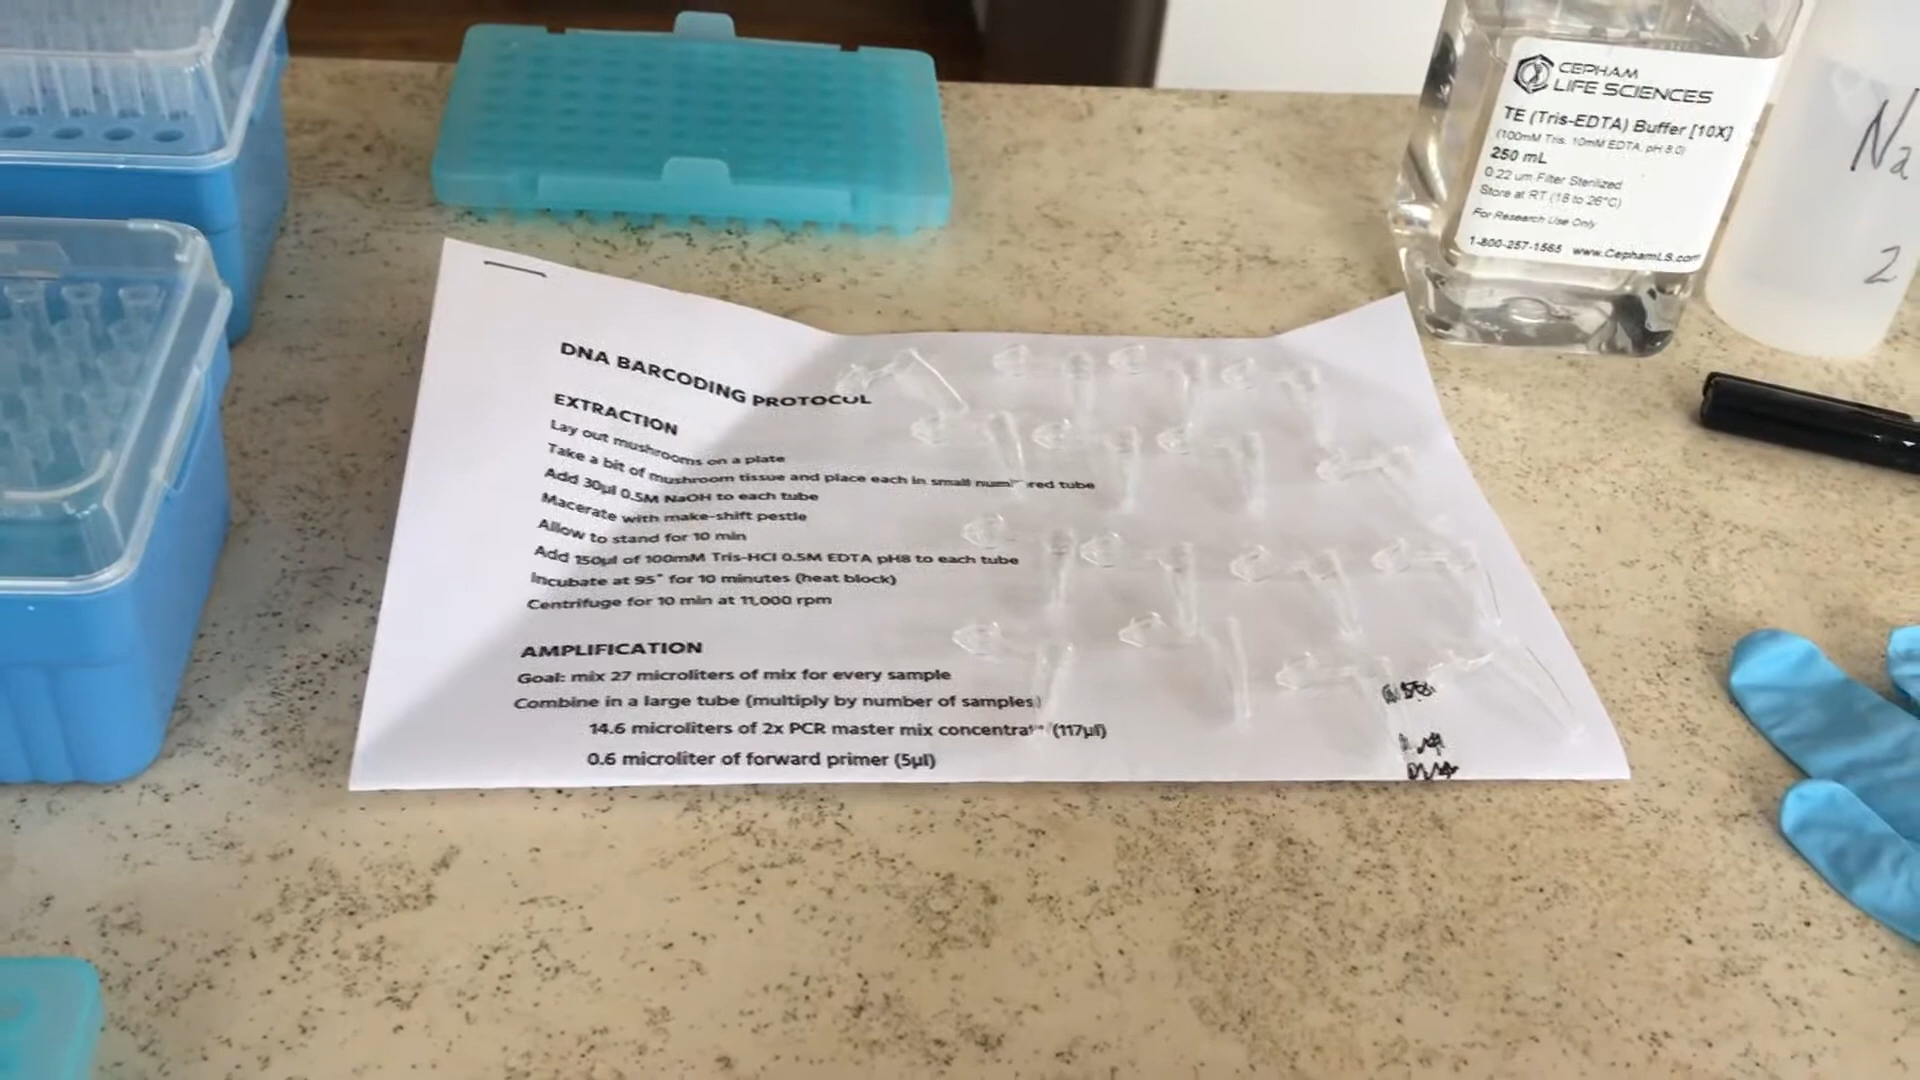 CEPHAM
LIFE SCIENCES
TE (Tris-EDTA) Buffer [10X]
(100mM Tris, 10mM EDTA, pH 8.0)
250 mL
0.22 um Filter Sterilized
Store at RT (18 to 26°C)
For Research Use Only
1-800-257-1565 www.CephamLS.com
Na
2
DNA BARCODING PROTOCOL
EXTRACTION
Lay out mushrooms on a plate
Take a bit of mushroom tissue and place each in small tube
Add 30µl 0.5M NaOH to each tube
Macerate with make-shift pestle
Allow to stand for 10 min
Add 150µl of 100mM Tris-HCl 0.5M EDTA pH8 to each tube
Incubate at 95° for 10 minutes (heat block)
Centrifuge for 10 min at 11,000 rpm
AMPLIFICATION
Goal: mix 27 microliters of mix for every sample
Combine in a large tube (multiply by number of samples)
14.6 microliters of 2x PCR master mix (117µl)
0.6 microliter of forward primer (5µl)